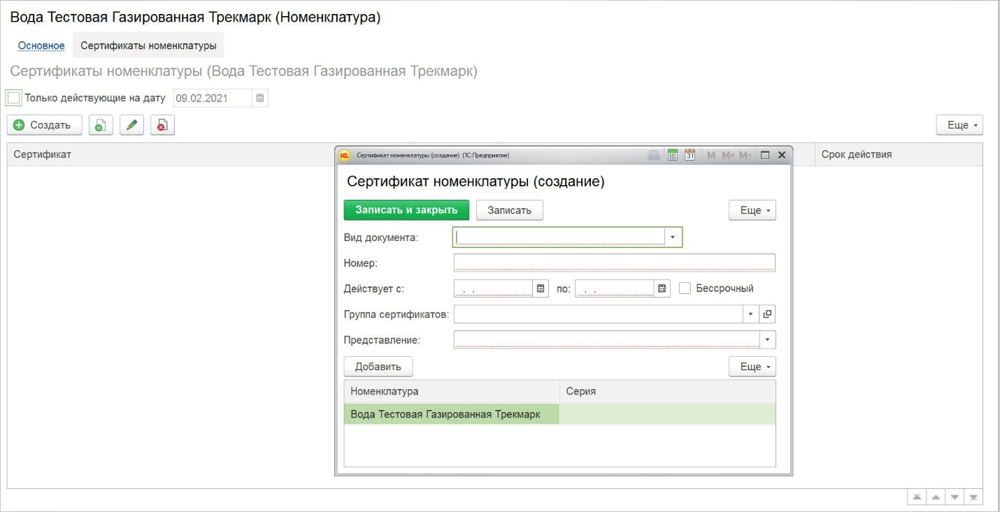 Вода Тестовая Газированная Трекмарк (Номенклатура)
Основное Сертификаты номенклатуры
Сертификаты номенклатуры (Вода Тестовая Газированная Трекмарк)
Только действующие на дату 09.02.2021
Создать Еще
Сертификат Срок действия
1С Сертификат номенклатуры (создание) (1С:Предприятие) 31 M M+ M-
Сертификат номенклатуры (создание)
Записать и закрыть Записать Еще
Вид документа:
Номер:
Действует с: . . по: . . Бессрочный
Группа сертификатов:
Представление:
Добавить Еще
Номенклатура Серия
Вода Тестовая Газированная Трекмарк